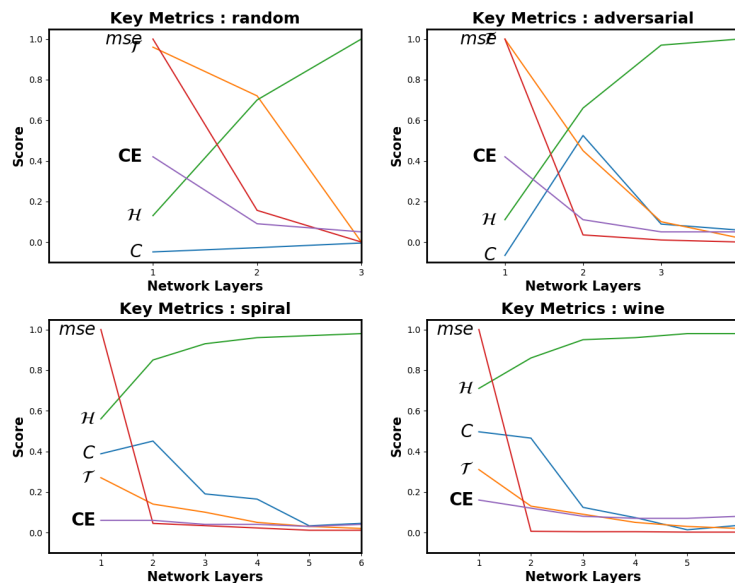 Key Metrics : random
Key Metrics : adversarial
1.0
0.8
0.6
0.4
0.2
0.0
Score
mse
𝒯
CE
ℋ
C
1
2
3
Network Layers
1.0
0.8
0.6
0.4
0.2
0.0
Score
mse
𝒯
CE
ℋ
C
1
2
3
Network Layers
Key Metrics : spiral
Key Metrics : wine
1.0
0.8
0.6
0.4
0.2
0.0
Score
mse
ℋ
C
𝒯
CE
1
2
3
4
5
6
Network Layers
1.0
0.8
0.6
0.4
0.2
0.0
Score
mse
ℋ
C
𝒯
CE
1
2
3
4
5
Network Layers